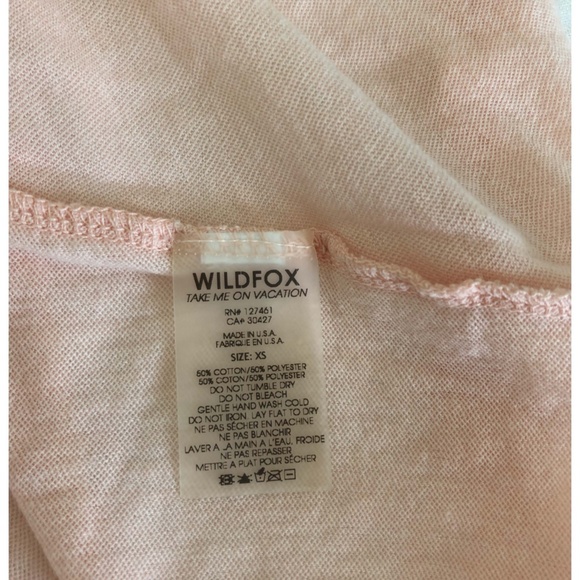 WILDFOX
TAKE ME ON VACATION
RN# 127461
CA# 30427
MADE IN U.S.A.
FABRIQUE EN U.S.A.
SIZE: XS
50% COTTON/50% POLYESTER
50% COTON/50% POLYESTER
DO NOT TUMBLE DRY
DO NOT BLEACH
GENTLE HAND WASH COLD
DO NOT IRON. LAY FLAT TO DRY
NE PAS SÉCHER EN MACHINE
NE PAS BLANCHIR
LAVER A LA MAIN A L'EAU. FROIDE
NE PAS REPASSER
METTRE A PLAT POUR SÉCHER